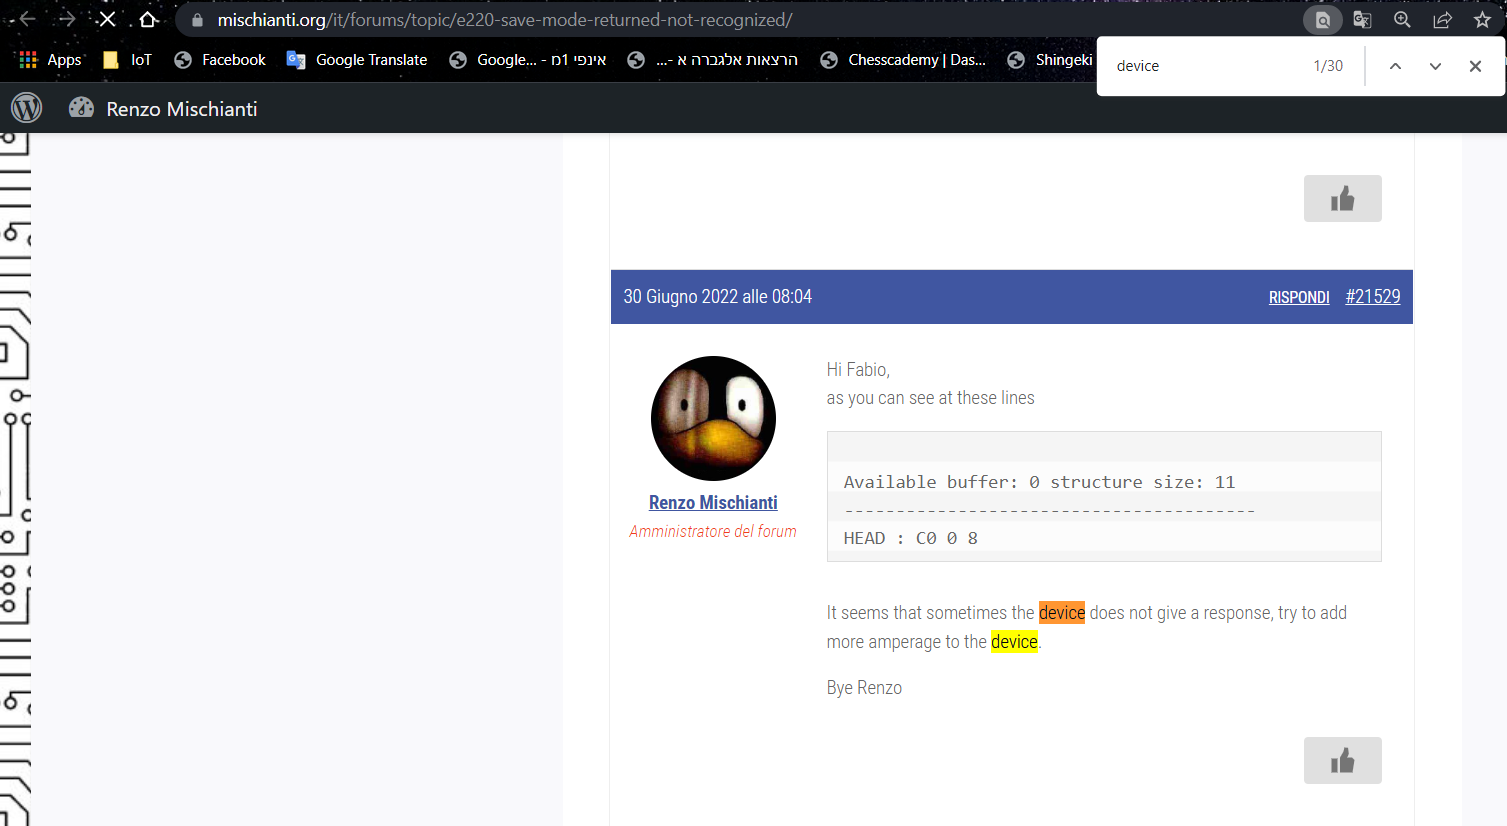 mischianti.org/it/forums/topic/e220-save-mode-returned-not-recognized/
Apps
IoT
Facebook
Google Translate
Google... - אינפי 1מ
הרצאות אלגברה א -...
Chesscademy | Das...
Shingeki
device
1/30
Renzo Mischianti
30 Giugno 2022 alle 08:04
RISPONDI
#21529
Renzo Mischianti
Amministratore del forum
Hi Fabio,
as you can see at these lines
Available buffer: 0 structure size: 11
----------------------------------------
HEAD : C0 0 8
It seems that sometimes the device does not give a response, try to add
more amperage to the device.
Bye Renzo